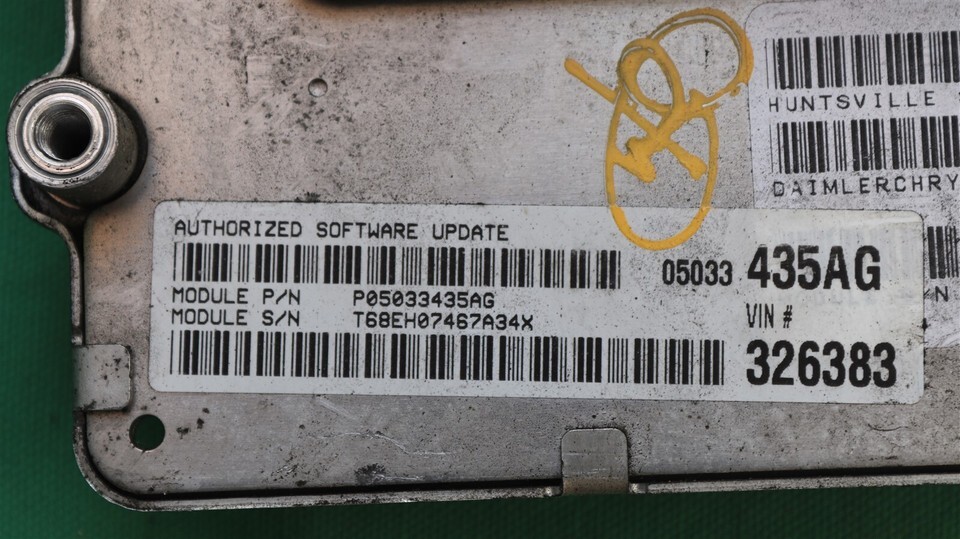 HUNTSVILLE
DAIMLERCHRY
AUTHORIZED SOFTWARE UPDATE
05033 435AG
MODULE P/N P05033435AG
MODULE S/N T68EH07467A34X
VIN #
326383